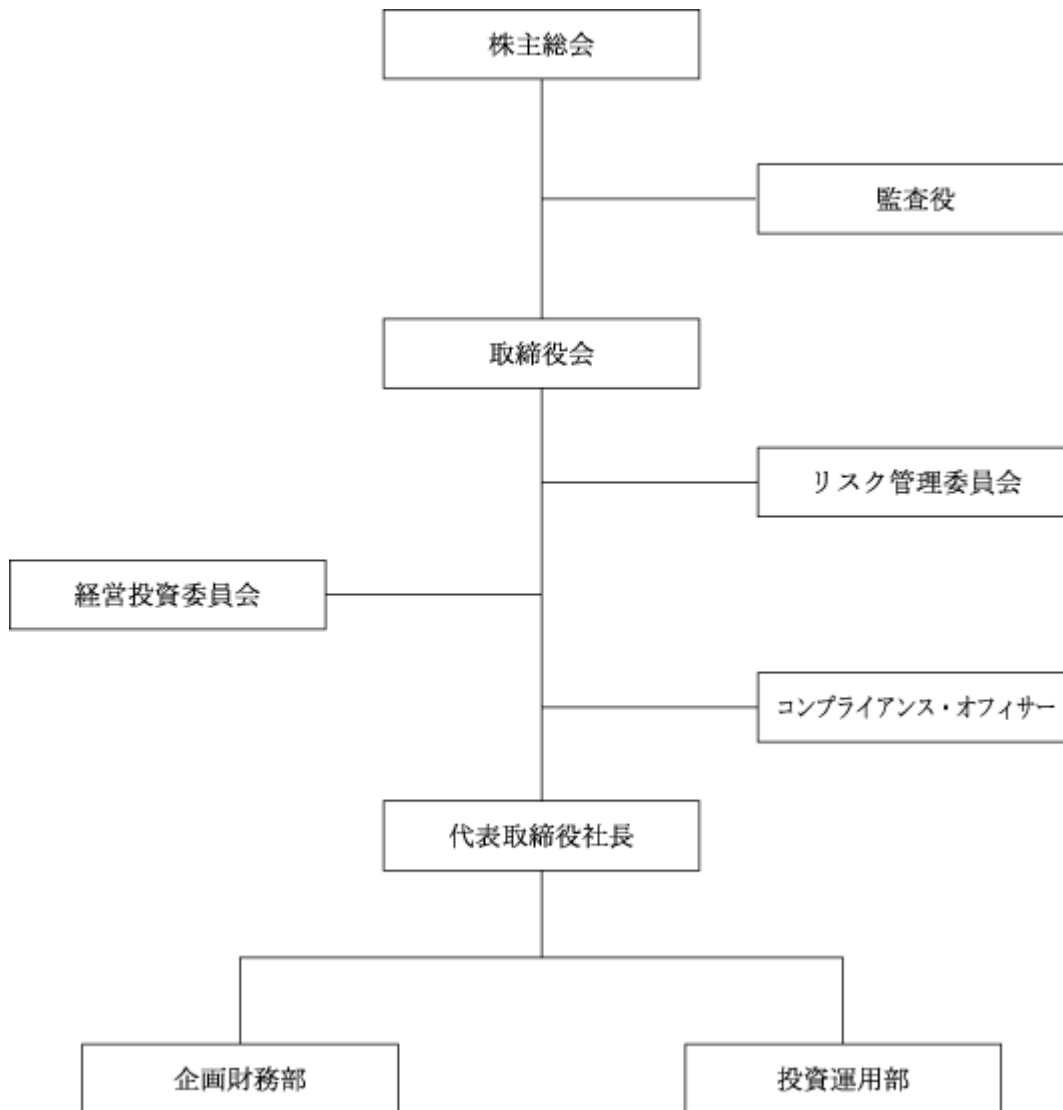 株主総会
監査役
取締役会
リスク管理委員会
経営投資委員会
コンプライアンス・オフィサー
代表取締役社長
企画財務部
投資運用部